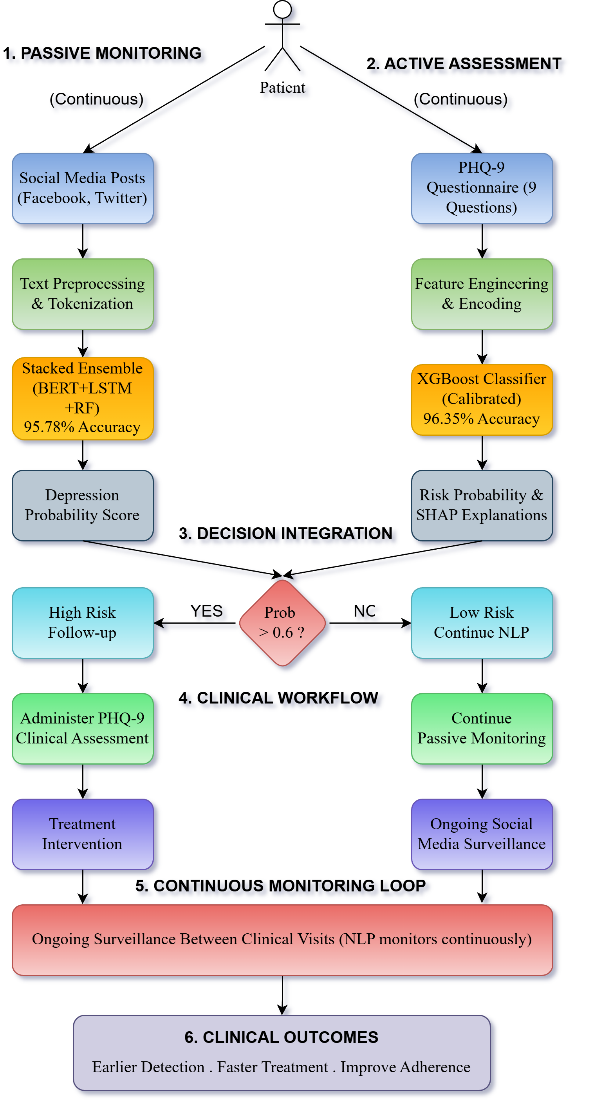 1. PASSIVE MONITORING
2. ACTIVE ASSESSMENT
Patient
(Continuous)
(Continuous)
Social Media Posts
(Facebook, Twitter)
PHQ-9
Questionnaire (9
Questions)
Text Preprocessing
& Tokenization
Feature Engineering
& Encoding
Stacked Ensemble
(BERT+LSTM
+RF)
95.78% Accuracy
XGBoost Classifier
(Calibrated)
96.35% Accuracy
Depression
Probability Score
Risk Probability &
SHAP Explanations
3. DECISION INTEGRATION
High Risk
Follow-up
YES
Prob
> 0.6 ?
NO
Low Risk
Continue NLP
4. CLINICAL WORKFLOW
Administer PHQ-9
Clinical Assessment
Continue
Passive Monitoring
Treatment
Intervention
Ongoing Social
Media Surveillance
5. CONTINUOUS MONITORING LOOP
Ongoing Surveillance Between Clinical Visits (NLP monitors continuously)
6. CLINICAL OUTCOMES
Earlier Detection . Faster Treatment . Improve Adherence